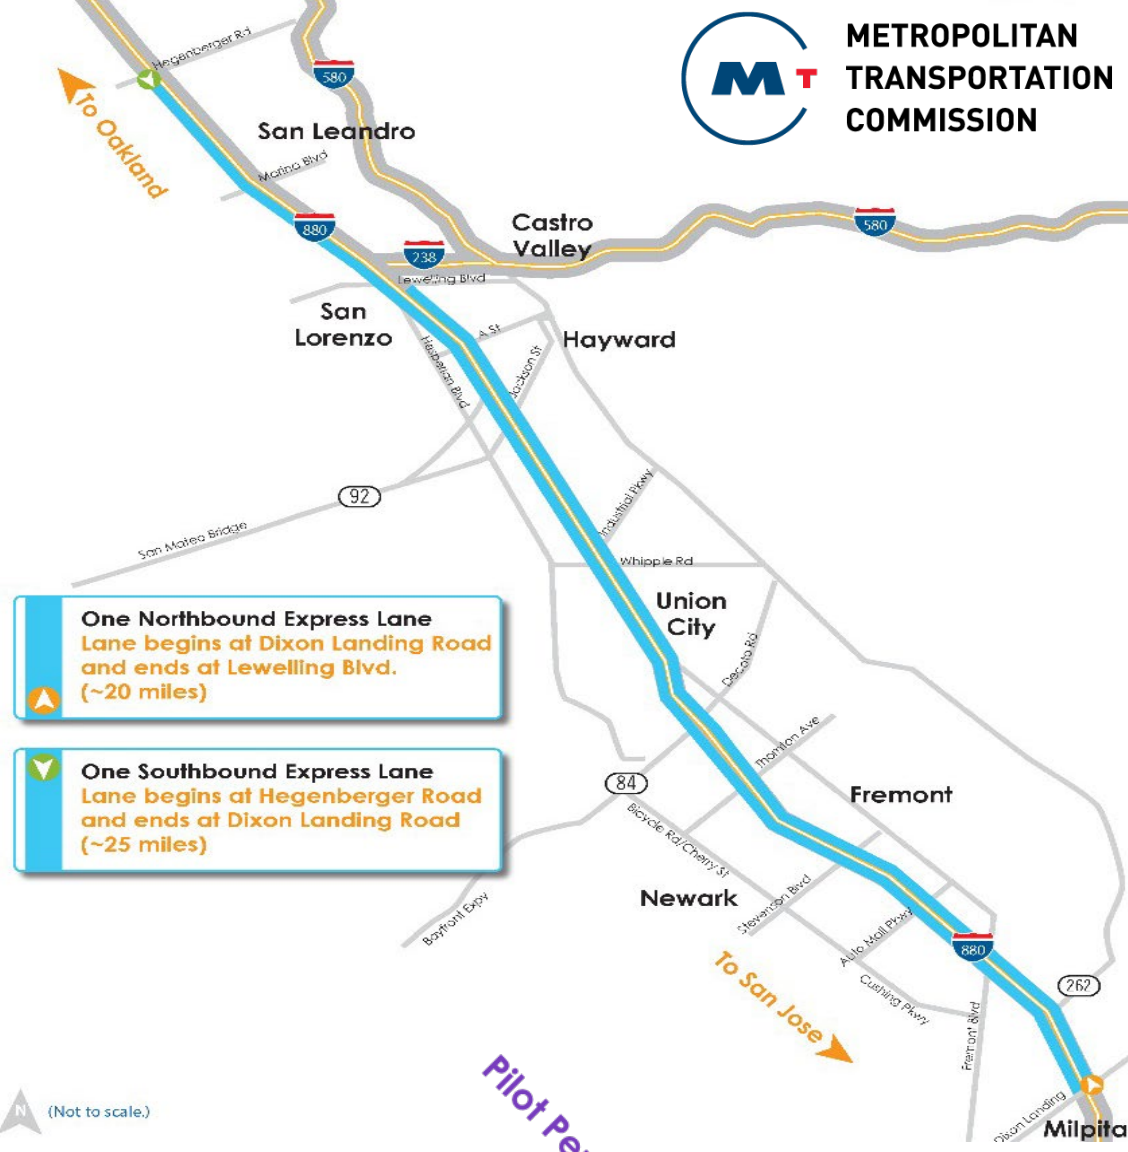 METROPOLITAN
TRANSPORTATION
COMMISSION
M T
Hegenberger Rd
580
To Oakland
San Leandro
Marina Blvd
880
Castro
Valley
580
238
Lewelling Blvd
San
Lorenzo
A St
Hayward
Hesperian Blvd
Jackson St
92
San Mateo Bridge
Industrial Pkwy
Whipple Rd
One Northbound Express Lane
Lane begins at Dixon Landing Road
and ends at Lewelling Blvd.
(~20 miles)
Union
City
Decoto Rd
Thornton Ave
One Southbound Express Lane
Lane begins at Hegenberger Road
and ends at Dixon Landing Road
(~25 miles)
84
Fremont
Bicycle Rd/Cherry St
Newark
Stevenson Blvd
Bayfront Expy
Auto Mall Pkwy
880
To San Jose
Cushing Pkwy
262
Fremont Blvd
Pilot Pe
N
(Not to scale.)
Dixon Landing
Milpita